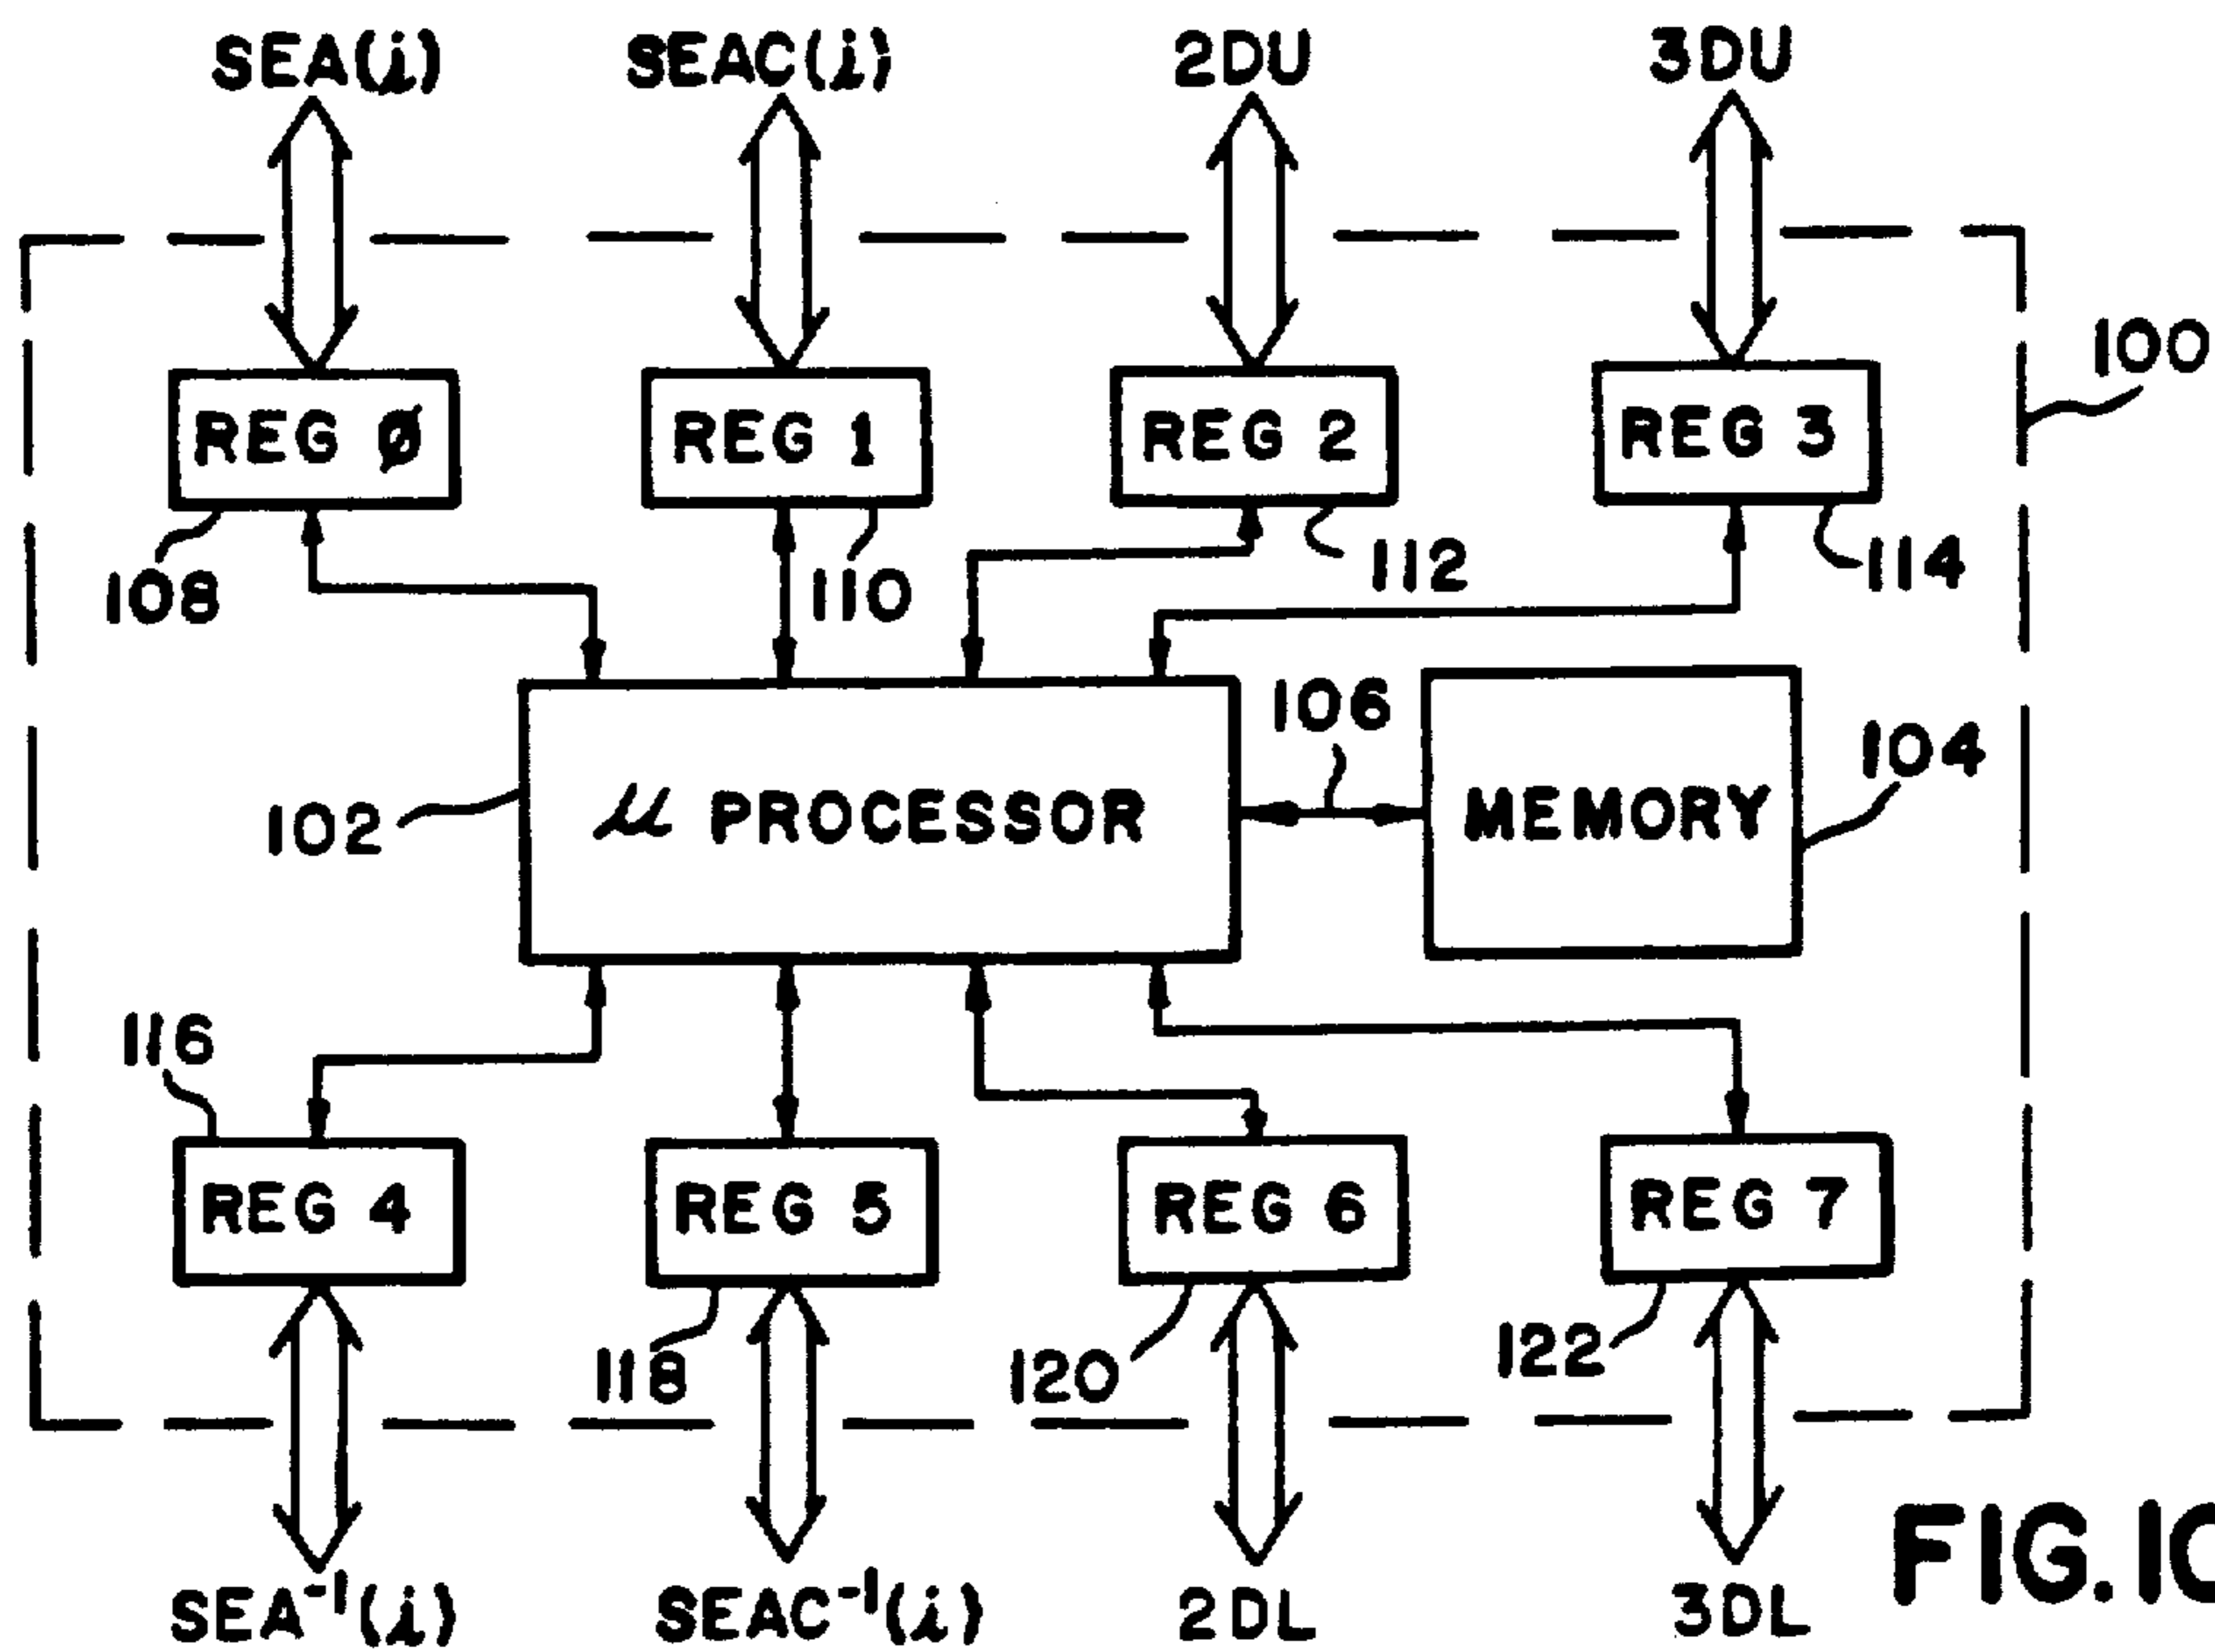 SEA(i) SEAC(i) 2DU 3DU
100
REG Ø REG 1 REG 2 REG 3
108 110 112 114
106
104
102 µ PROCESSOR MEMORY
116
REG 4 REG 5 REG 6 REG 7
118 120 122
SEA⁻¹(i) SEAC⁻¹(i) 2DL 3DL